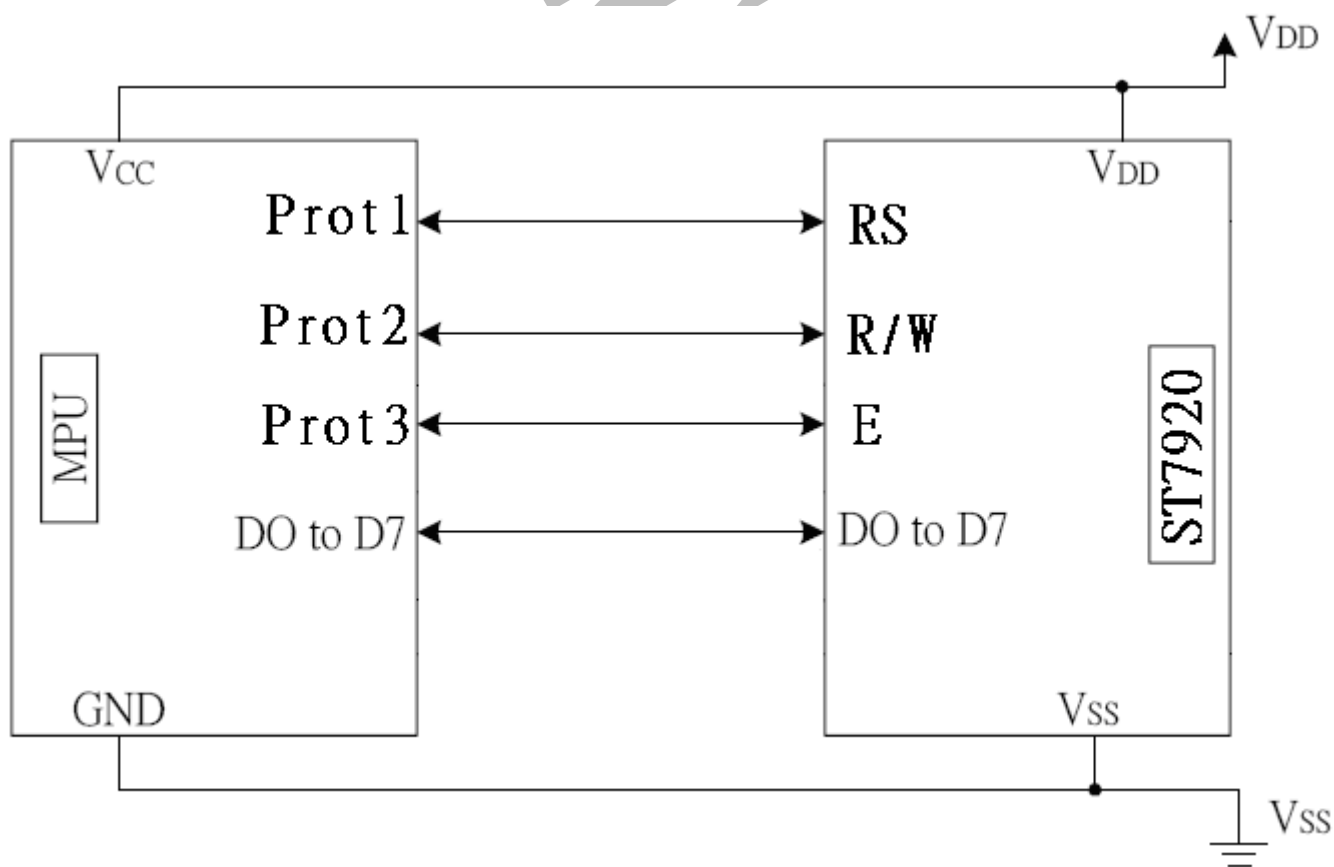 VDD
VCC
VDD
Prot1
RS
Prot2
R/W
MPU
ST7920
Prot3
E
DO to D7
DO to D7
GND
VSS
VSS